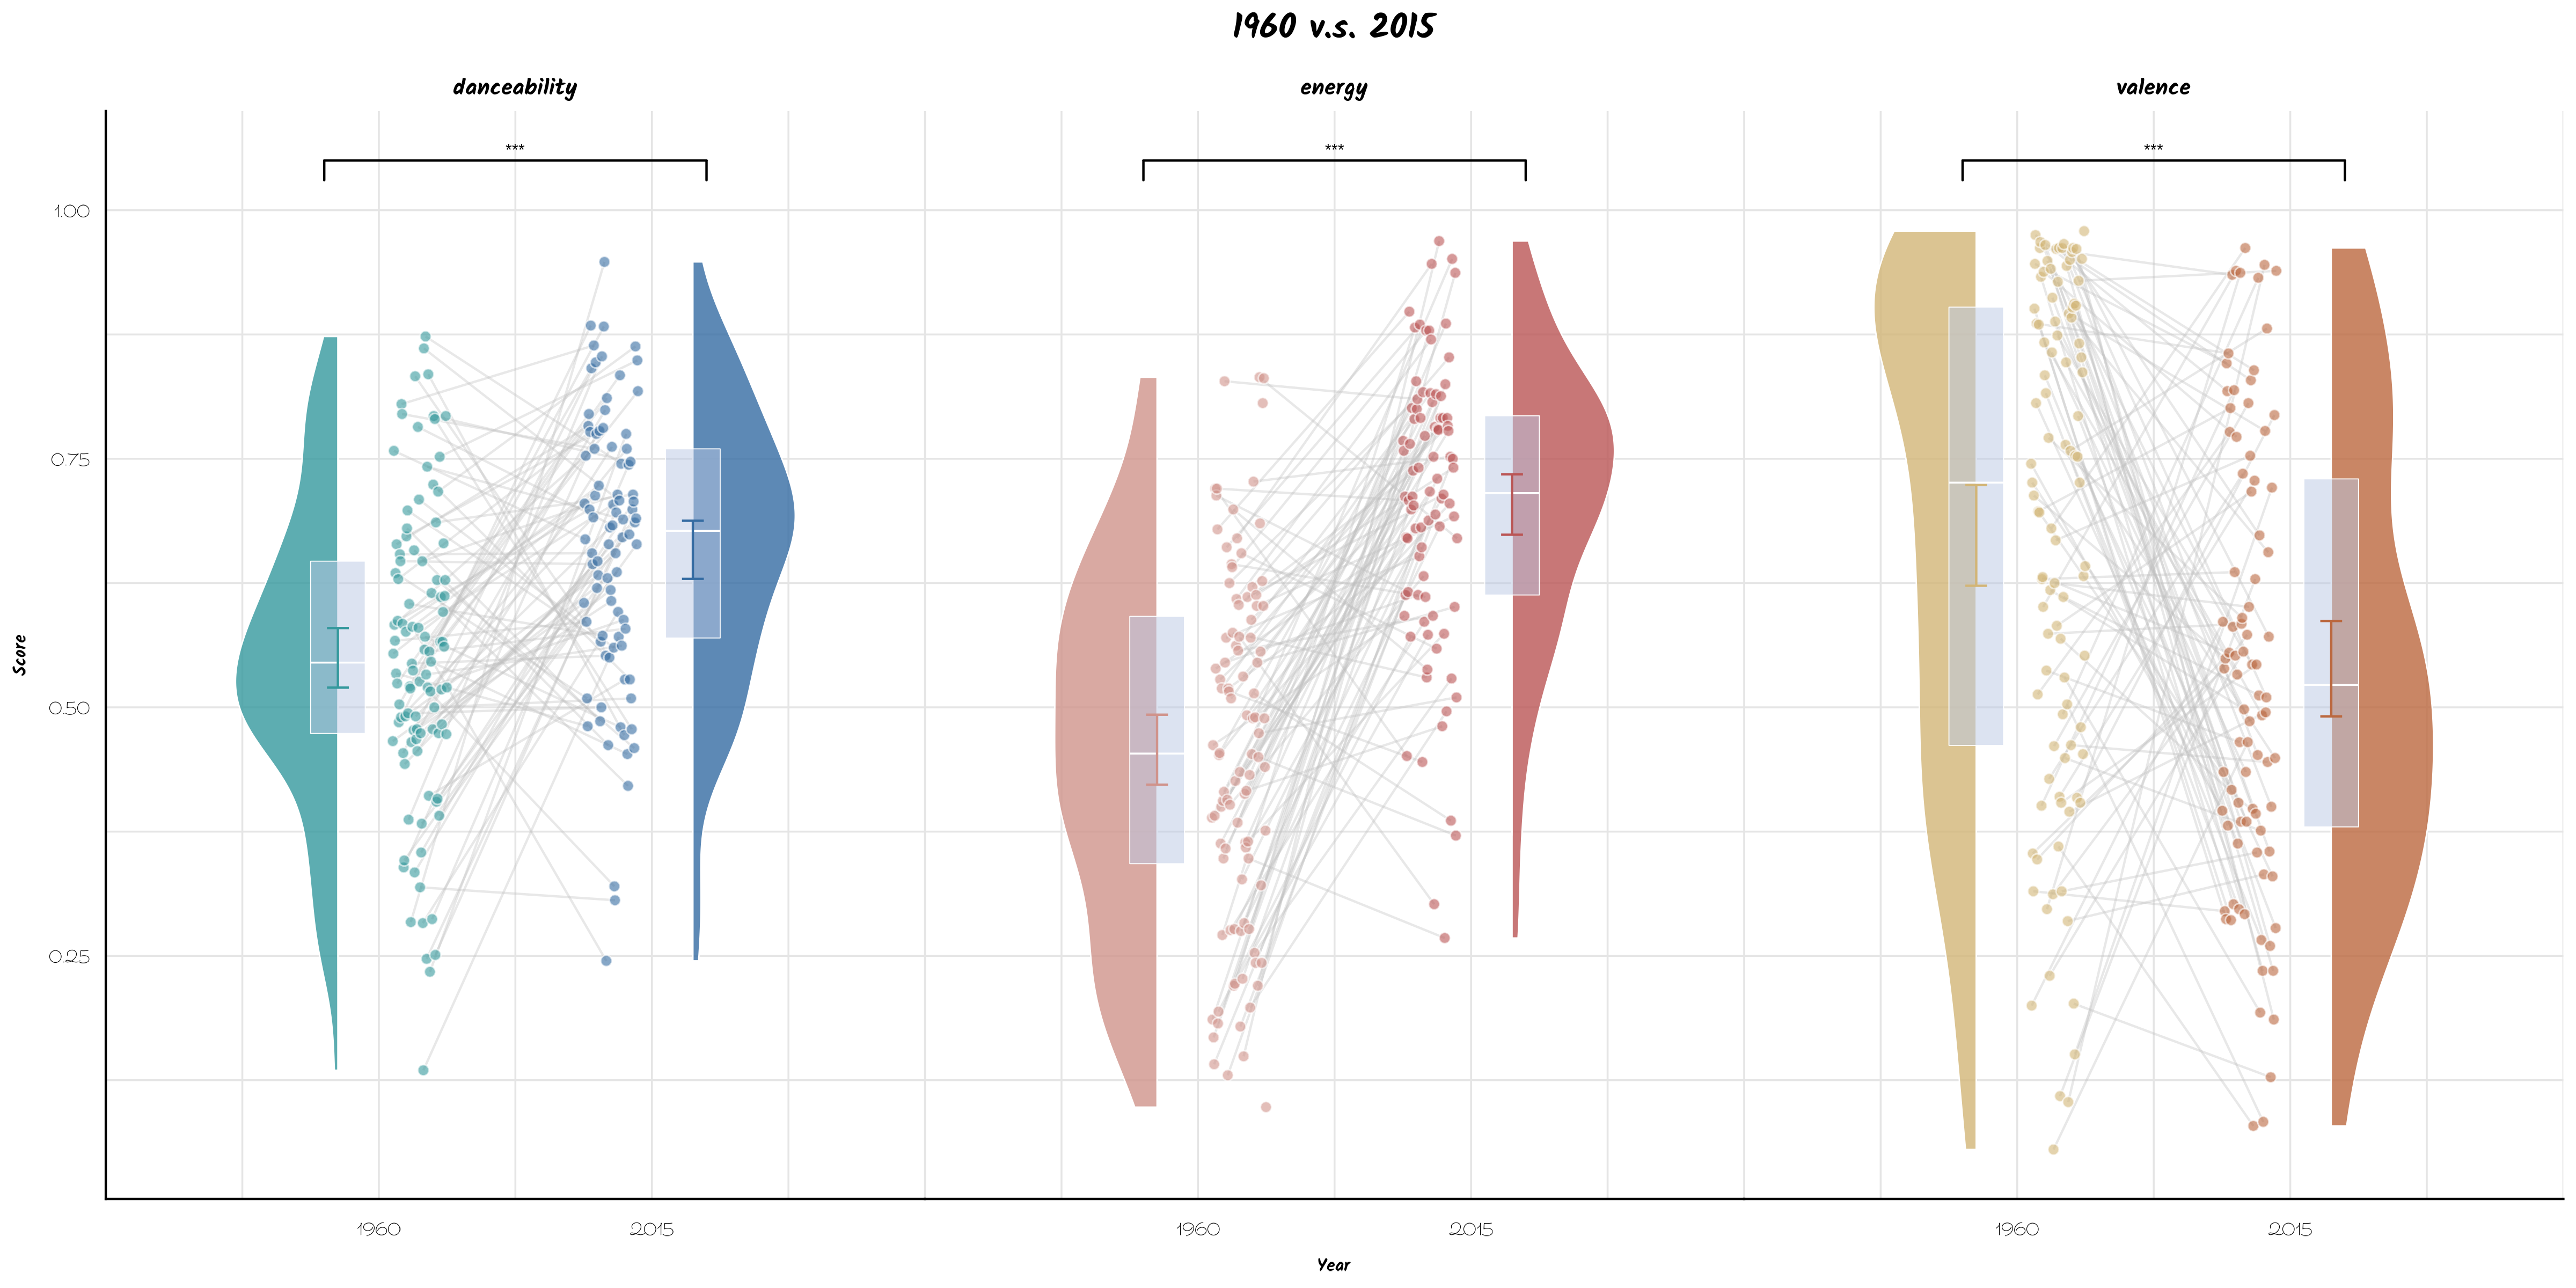 1960 v.s. 2015
danceability energy valence
*** *** ***
1.00
0.75
0.50
0.25
Score
1960 2015 1960 2015 1960 2015
Year